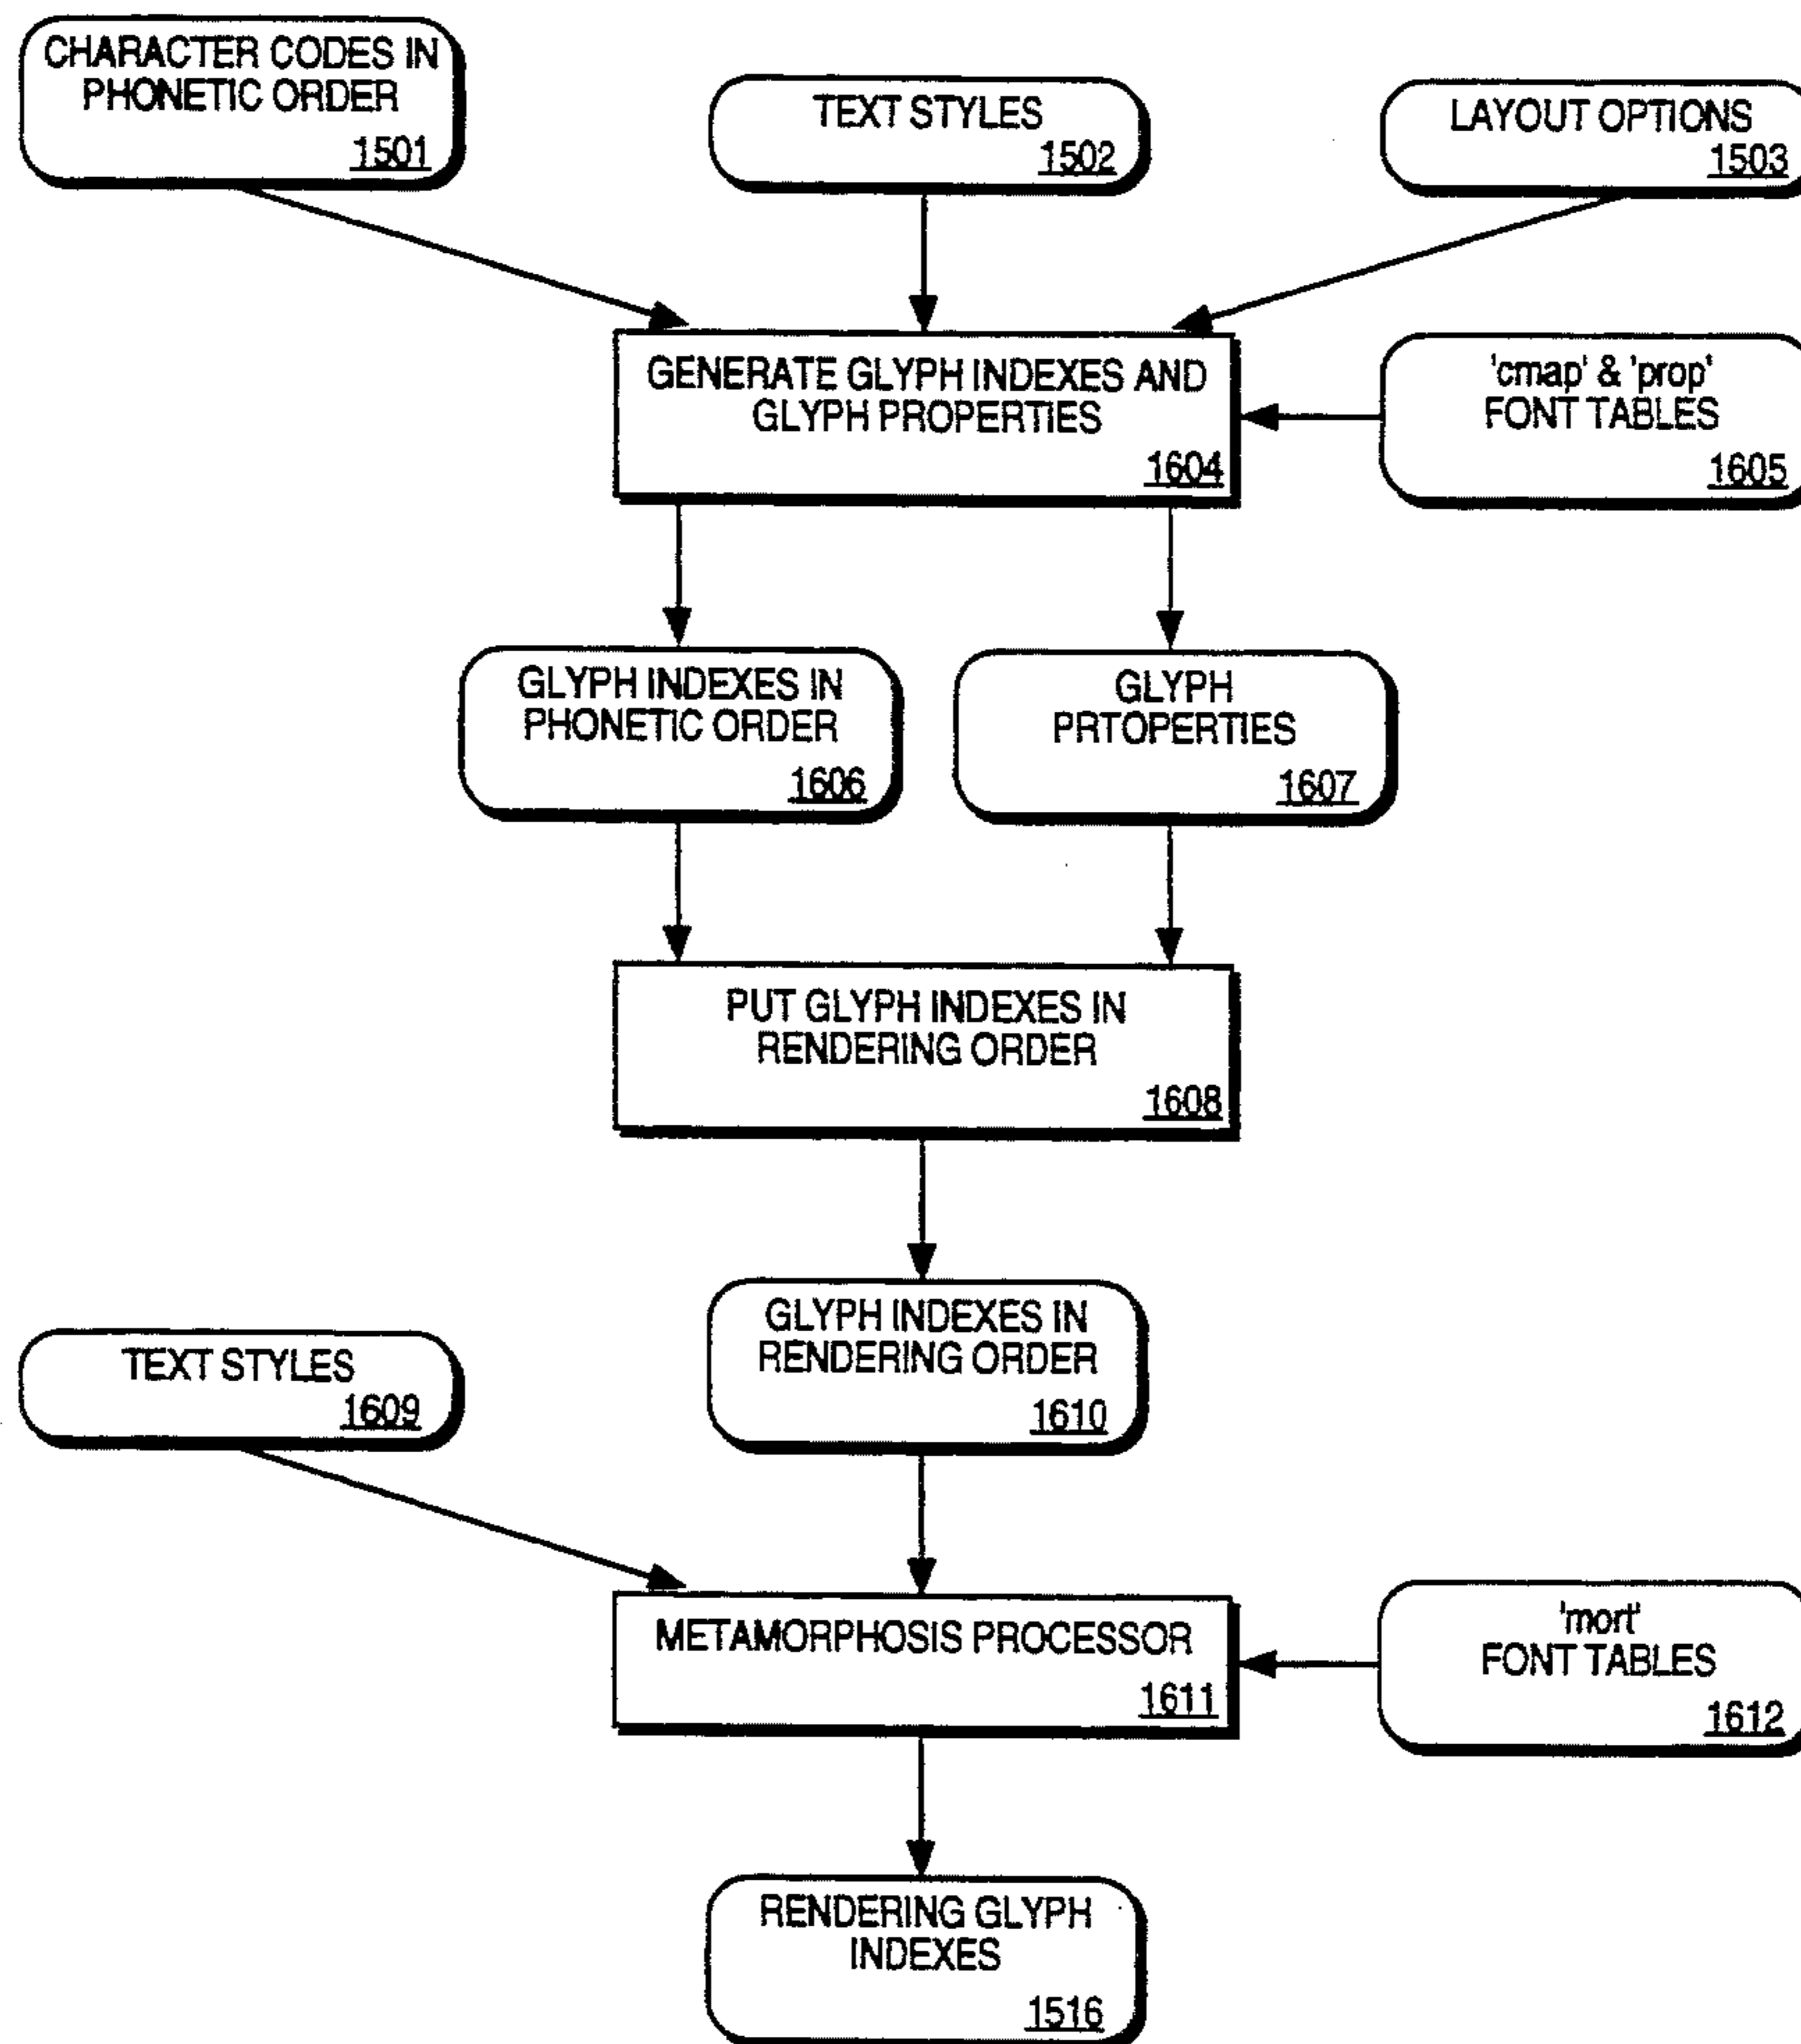 CHARACTER CODES IN
PHONETIC ORDER
1501
TEXT STYLES
1502
LAYOUT OPTIONS
1503
GENERATE GLYPH INDEXES AND
GLYPH PROPERTIES
1604
'cmap' & 'prop'
FONT TABLES
1605
GLYPH INDEXES IN
PHONETIC ORDER
1606
GLYPH
PRTOPERTIES
1607
PUT GLYPH INDEXES IN
RENDERING ORDER
1608
GLYPH INDEXES IN
RENDERING ORDER
1610
TEXT STYLES
1609
METAMORPHOSIS PROCESSOR
1611
'mort'
FONT TABLES
1612
RENDERING GLYPH
INDEXES
1516